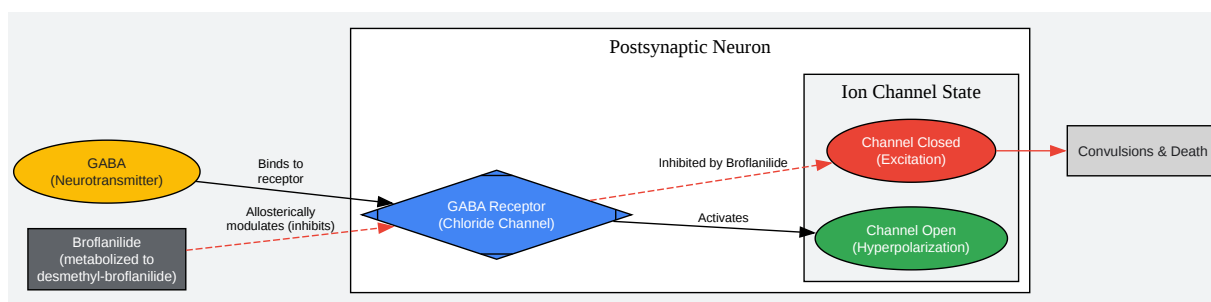 Postsynaptic Neuron
Ion Channel State
GABA
(Neurotransmitter)
Binds to
receptor
Allosterically
modulates (inhibits)
Broflanilide
(metabolized to
desmethyl-broflanilide)
GABA Receptor
(Chloride Channel)
Inhibited by Broflanilide
Activates
Channel Closed
(Excitation)
Channel Open
(Hyperpolarization)
Convulsions & Death